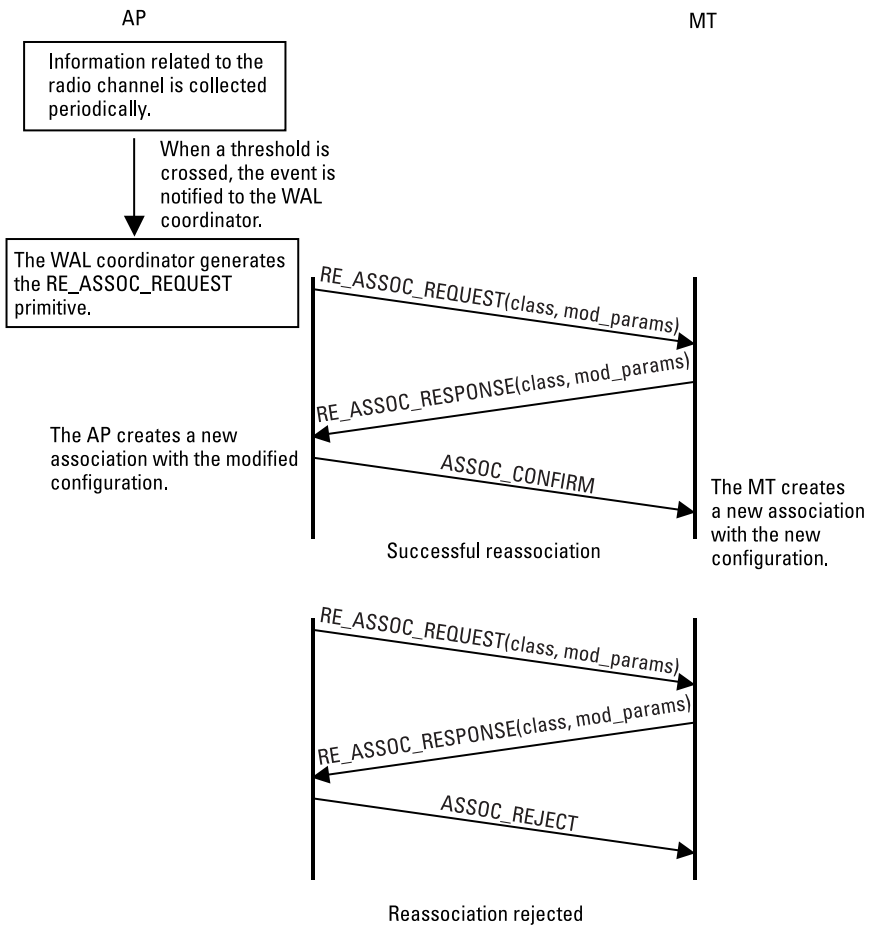 AP
MT
Information related to the
radio channel is collected
periodically.
When a threshold is
crossed, the event is
notified to the WAL
coordinator.
The WAL coordinator generates
the RE_ASSOC_REQUEST
primitive.
RE_ASSOC_REQUEST(class, mod_params)
RE_ASSOC_RESPONSE(class, mod_params)
The AP creates a new
association with the modified
configuration.
ASSOC_CONFIRM
The MT creates
a new association
with the new
configuration.
Successful reassociation
RE_ASSOC_REQUEST(class, mod_params)
RE_ASSOC_RESPONSE(class, mod_params)
ASSOC_REJECT
Reassociation rejected